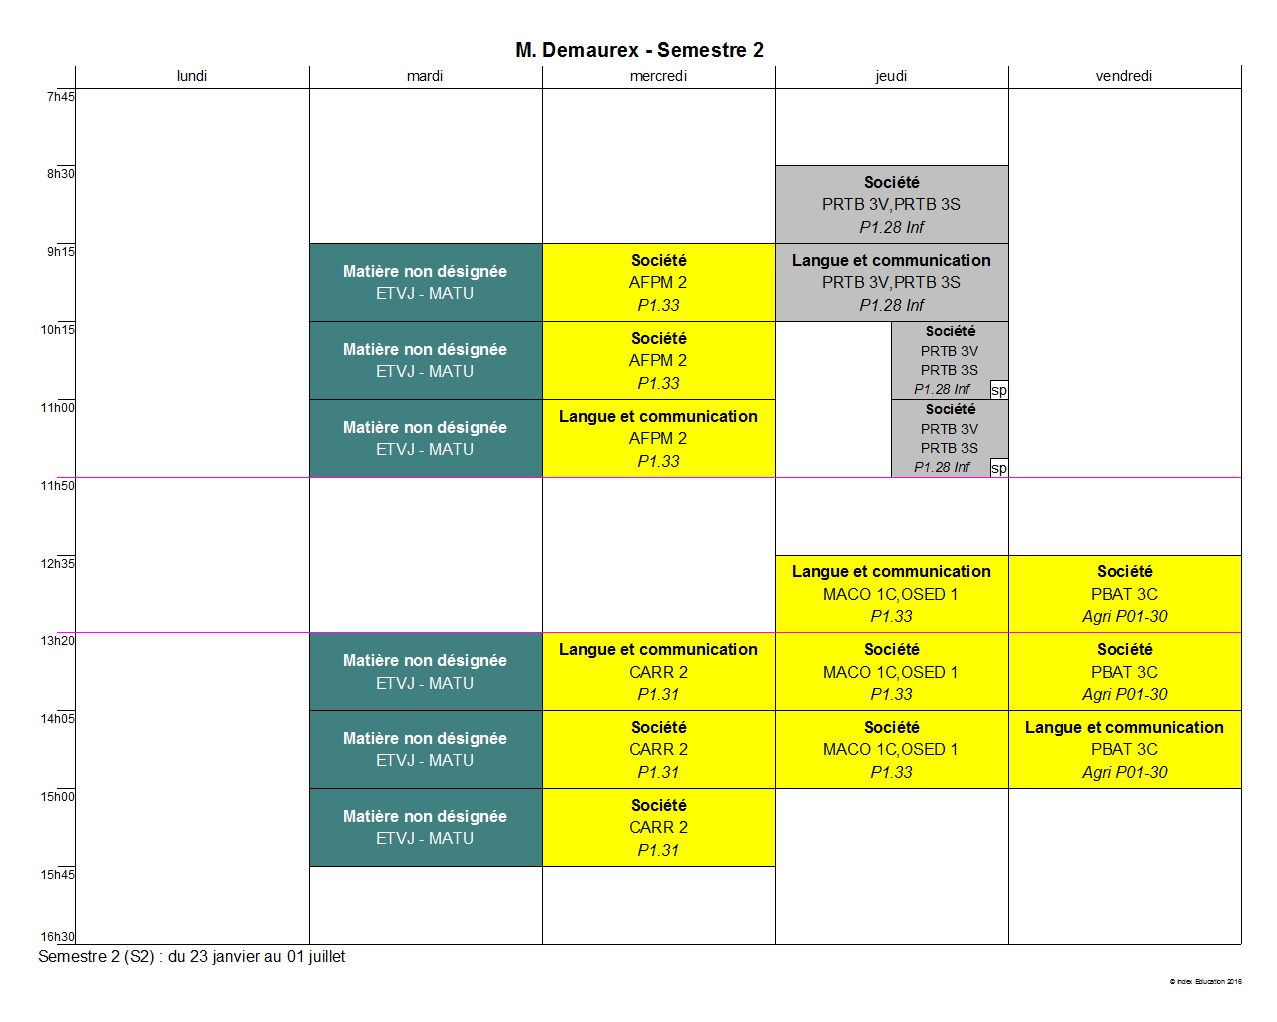 M. Demaurex - Semestre 2
lundi
mardi
mercredi
jeudi
vendredi
7h45
8h30
Société
PRTB 3V,PRTB 3S
P1.28 Inf
9h15
Matière non désignée
ETVJ - MATU
Société
AFPM 2
P1.33
Langue et communication
PRTB 3V,PRTB 3S
P1.28 Inf
10h15
Matière non désignée
ETVJ - MATU
Société
AFPM 2
P1.33
Société
PRTB 3V
PRTB 3S
P1.28 Inf
sp
11h00
Matière non désignée
ETVJ - MATU
Langue et communication
AFPM 2
P1.33
Société
PRTB 3V
PRTB 3S
P1.28 Inf
sp
11h50
12h35
Langue et communication
MACO 1C,OSED 1
P1.33
Société
PBAT 3C
Agri P01-30
13h20
Matière non désignée
ETVJ - MATU
Langue et communication
CARR 2
P1.31
Société
MACO 1C,OSED 1
P1.33
Société
PBAT 3C
Agri P01-30
14h05
Matière non désignée
ETVJ - MATU
Société
CARR 2
P1.31
Société
MACO 1C,OSED 1
P1.33
Langue et communication
PBAT 3C
Agri P01-30
15h00
Matière non désignée
ETVJ - MATU
Société
CARR 2
P1.31
15h45
16h30
Semestre 2 (S2) : du 23 janvier au 01 juillet
© Index Education 2016